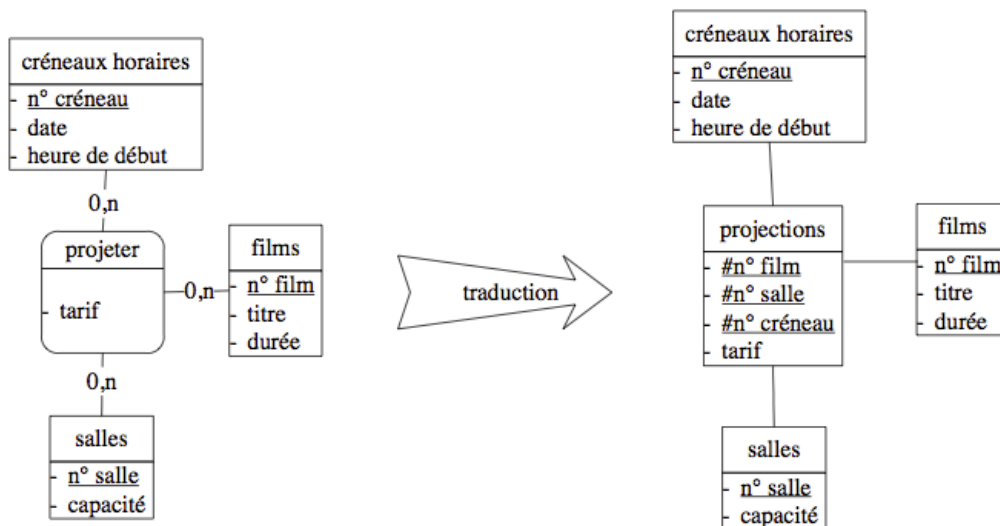 créneaux horaires
- n° créneau
- date
- heure de début
0,n
projeter
- tarif
0,n
films
- n° film
- titre
- durée
0,n
salles
- n° salle
- capacité
traduction
créneaux horaires
- n° créneau
- date
- heure de début
projections
- #n° film
- #n° salle
- #n° créneau
- tarif
films
- n° film
- titre
- durée
salles
- n° salle
- capacité